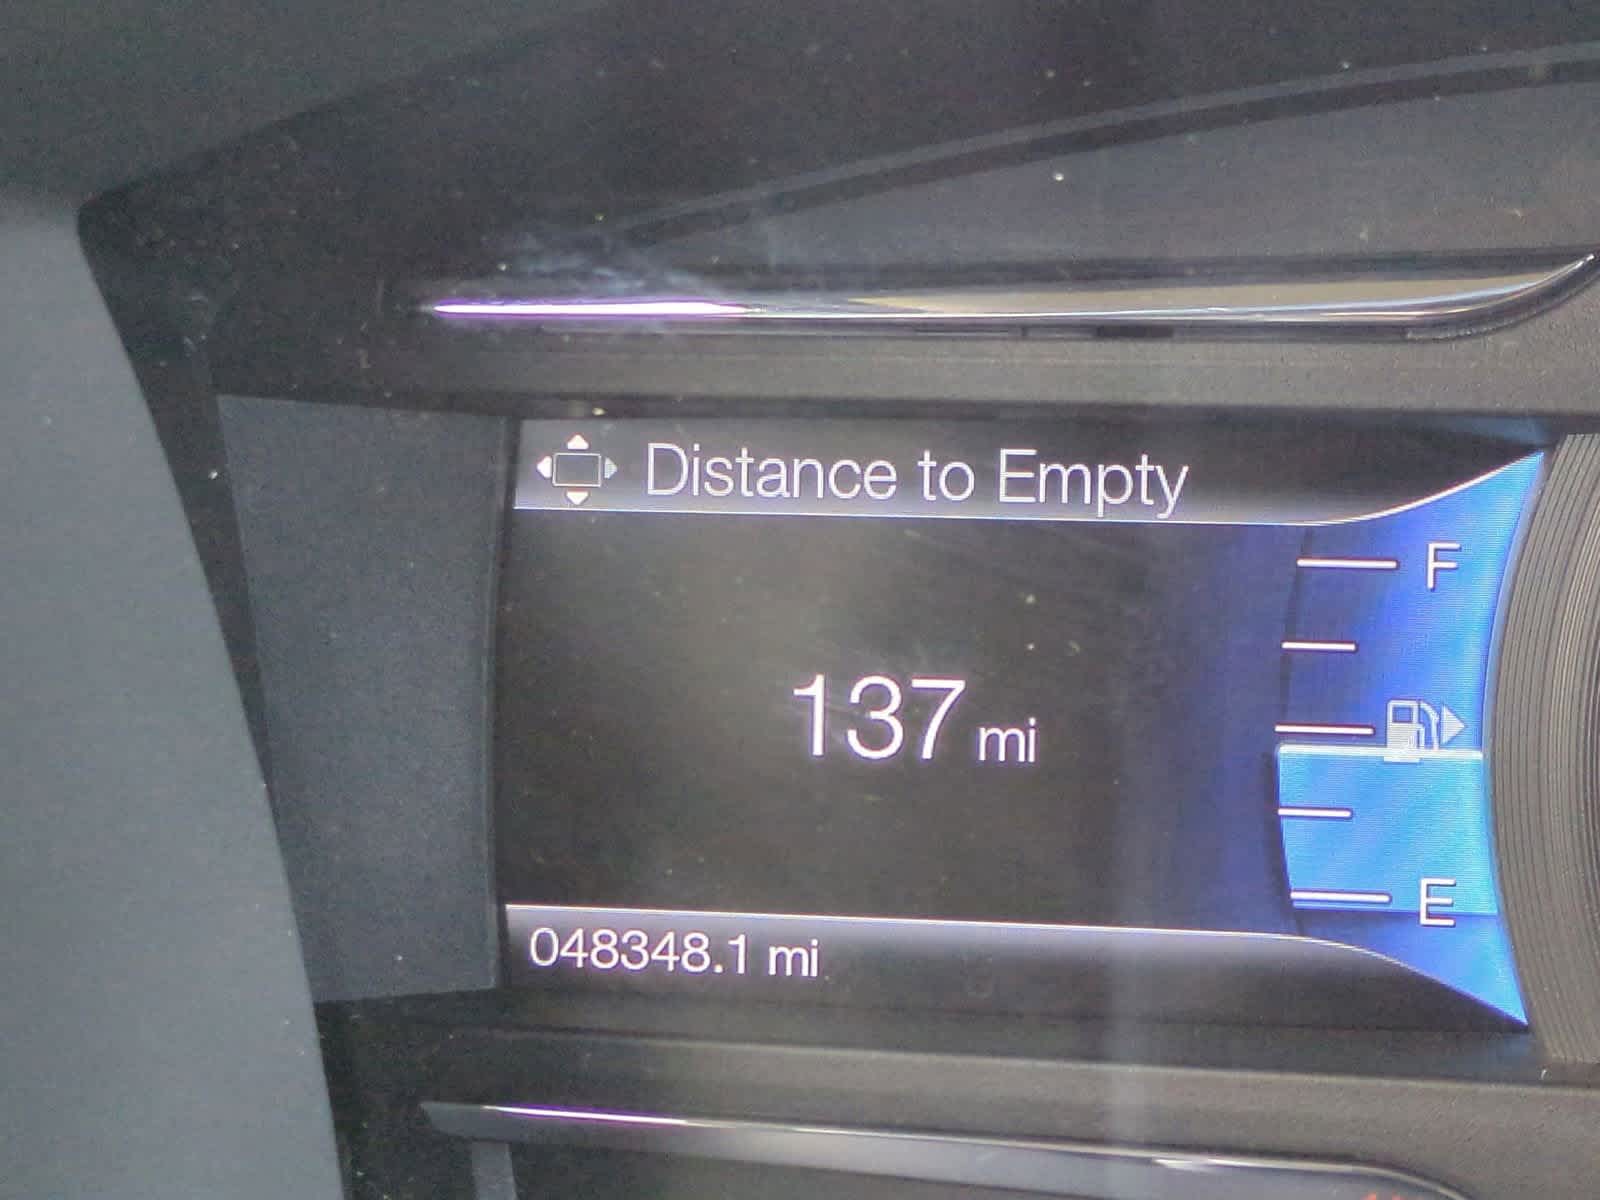 Distance to Empty
F
137 mi
E
048348.1 mi